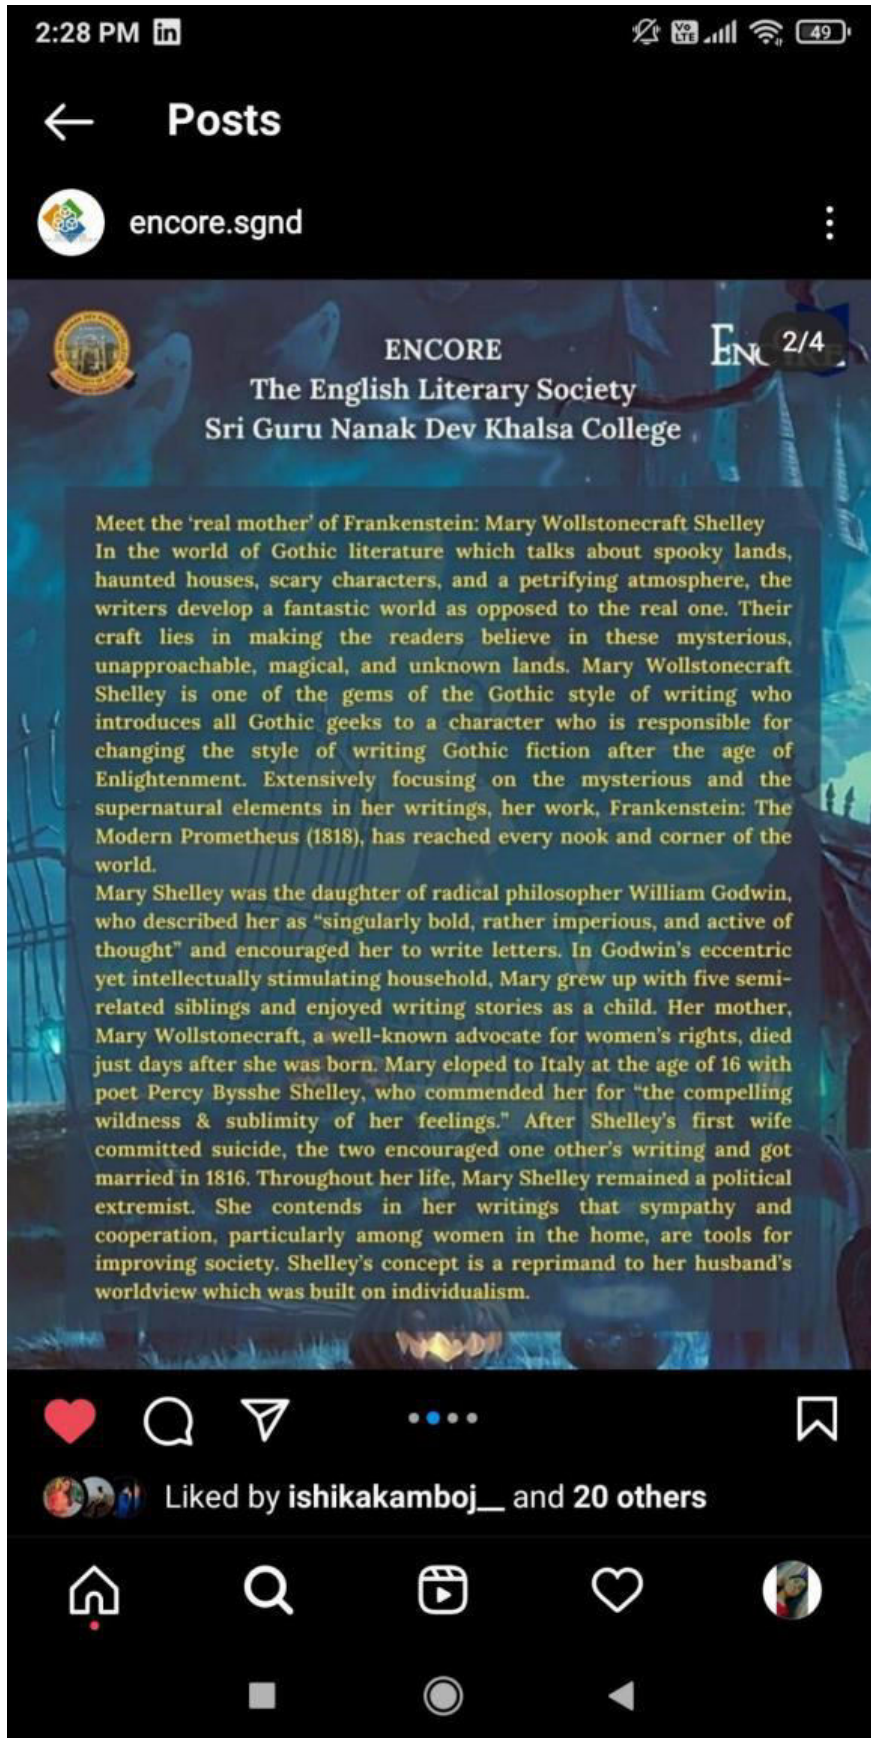 2:28 PM in
Vo LTE 49
Posts
encore.sgnd
ENCORE
The English Literary Society
Sri Guru Nanak Dev Khalsa College
2/4
Meet the ‘real mother’ of Frankenstein: Mary Wollstonecraft Shelley
In the world of Gothic literature which talks about spooky lands,
haunted houses, scary characters, and a petrifying atmosphere, the
writers develop a fantastic world as opposed to the real one. Their
craft lies in making the readers believe in these mysterious,
unapproachable, magical, and unknown lands. Mary Wollstonecraft
Shelley is one of the gems of the Gothic style of writing who
introduces all Gothic geeks to a character who is responsible for
changing the style of writing Gothic fiction after the age of
Enlightenment. Extensively focusing on the mysterious and the
supernatural elements in her writings, her work, Frankenstein: The
Modern Prometheus (1818), has reached every nook and corner of the
world.
Mary Shelley was the daughter of radical philosopher William Godwin,
who described her as “singularly bold, rather imperious, and active of
thought” and encouraged her to write letters. In Godwin’s eccentric
yet intellectually stimulating household, Mary grew up with five semi-
related siblings and enjoyed writing stories as a child. Her mother,
Mary Wollstonecraft, a well-known advocate for women’s rights, died
just days after she was born. Mary eloped to Italy at the age of 16 with
poet Percy Bysshe Shelley, who commended her for “the compelling
wildness & sublimity of her feelings.” After Shelley’s first wife
committed suicide, the two encouraged one other’s writing and got
married in 1816. Throughout her life, Mary Shelley remained a political
extremist. She contends in her writings that sympathy and
cooperation, particularly among women in the home, are tools for
improving society. Shelley’s concept is a reprimand to her husband’s
worldview which was built on individualism.
Liked by ishikakamboj__ and 20 others